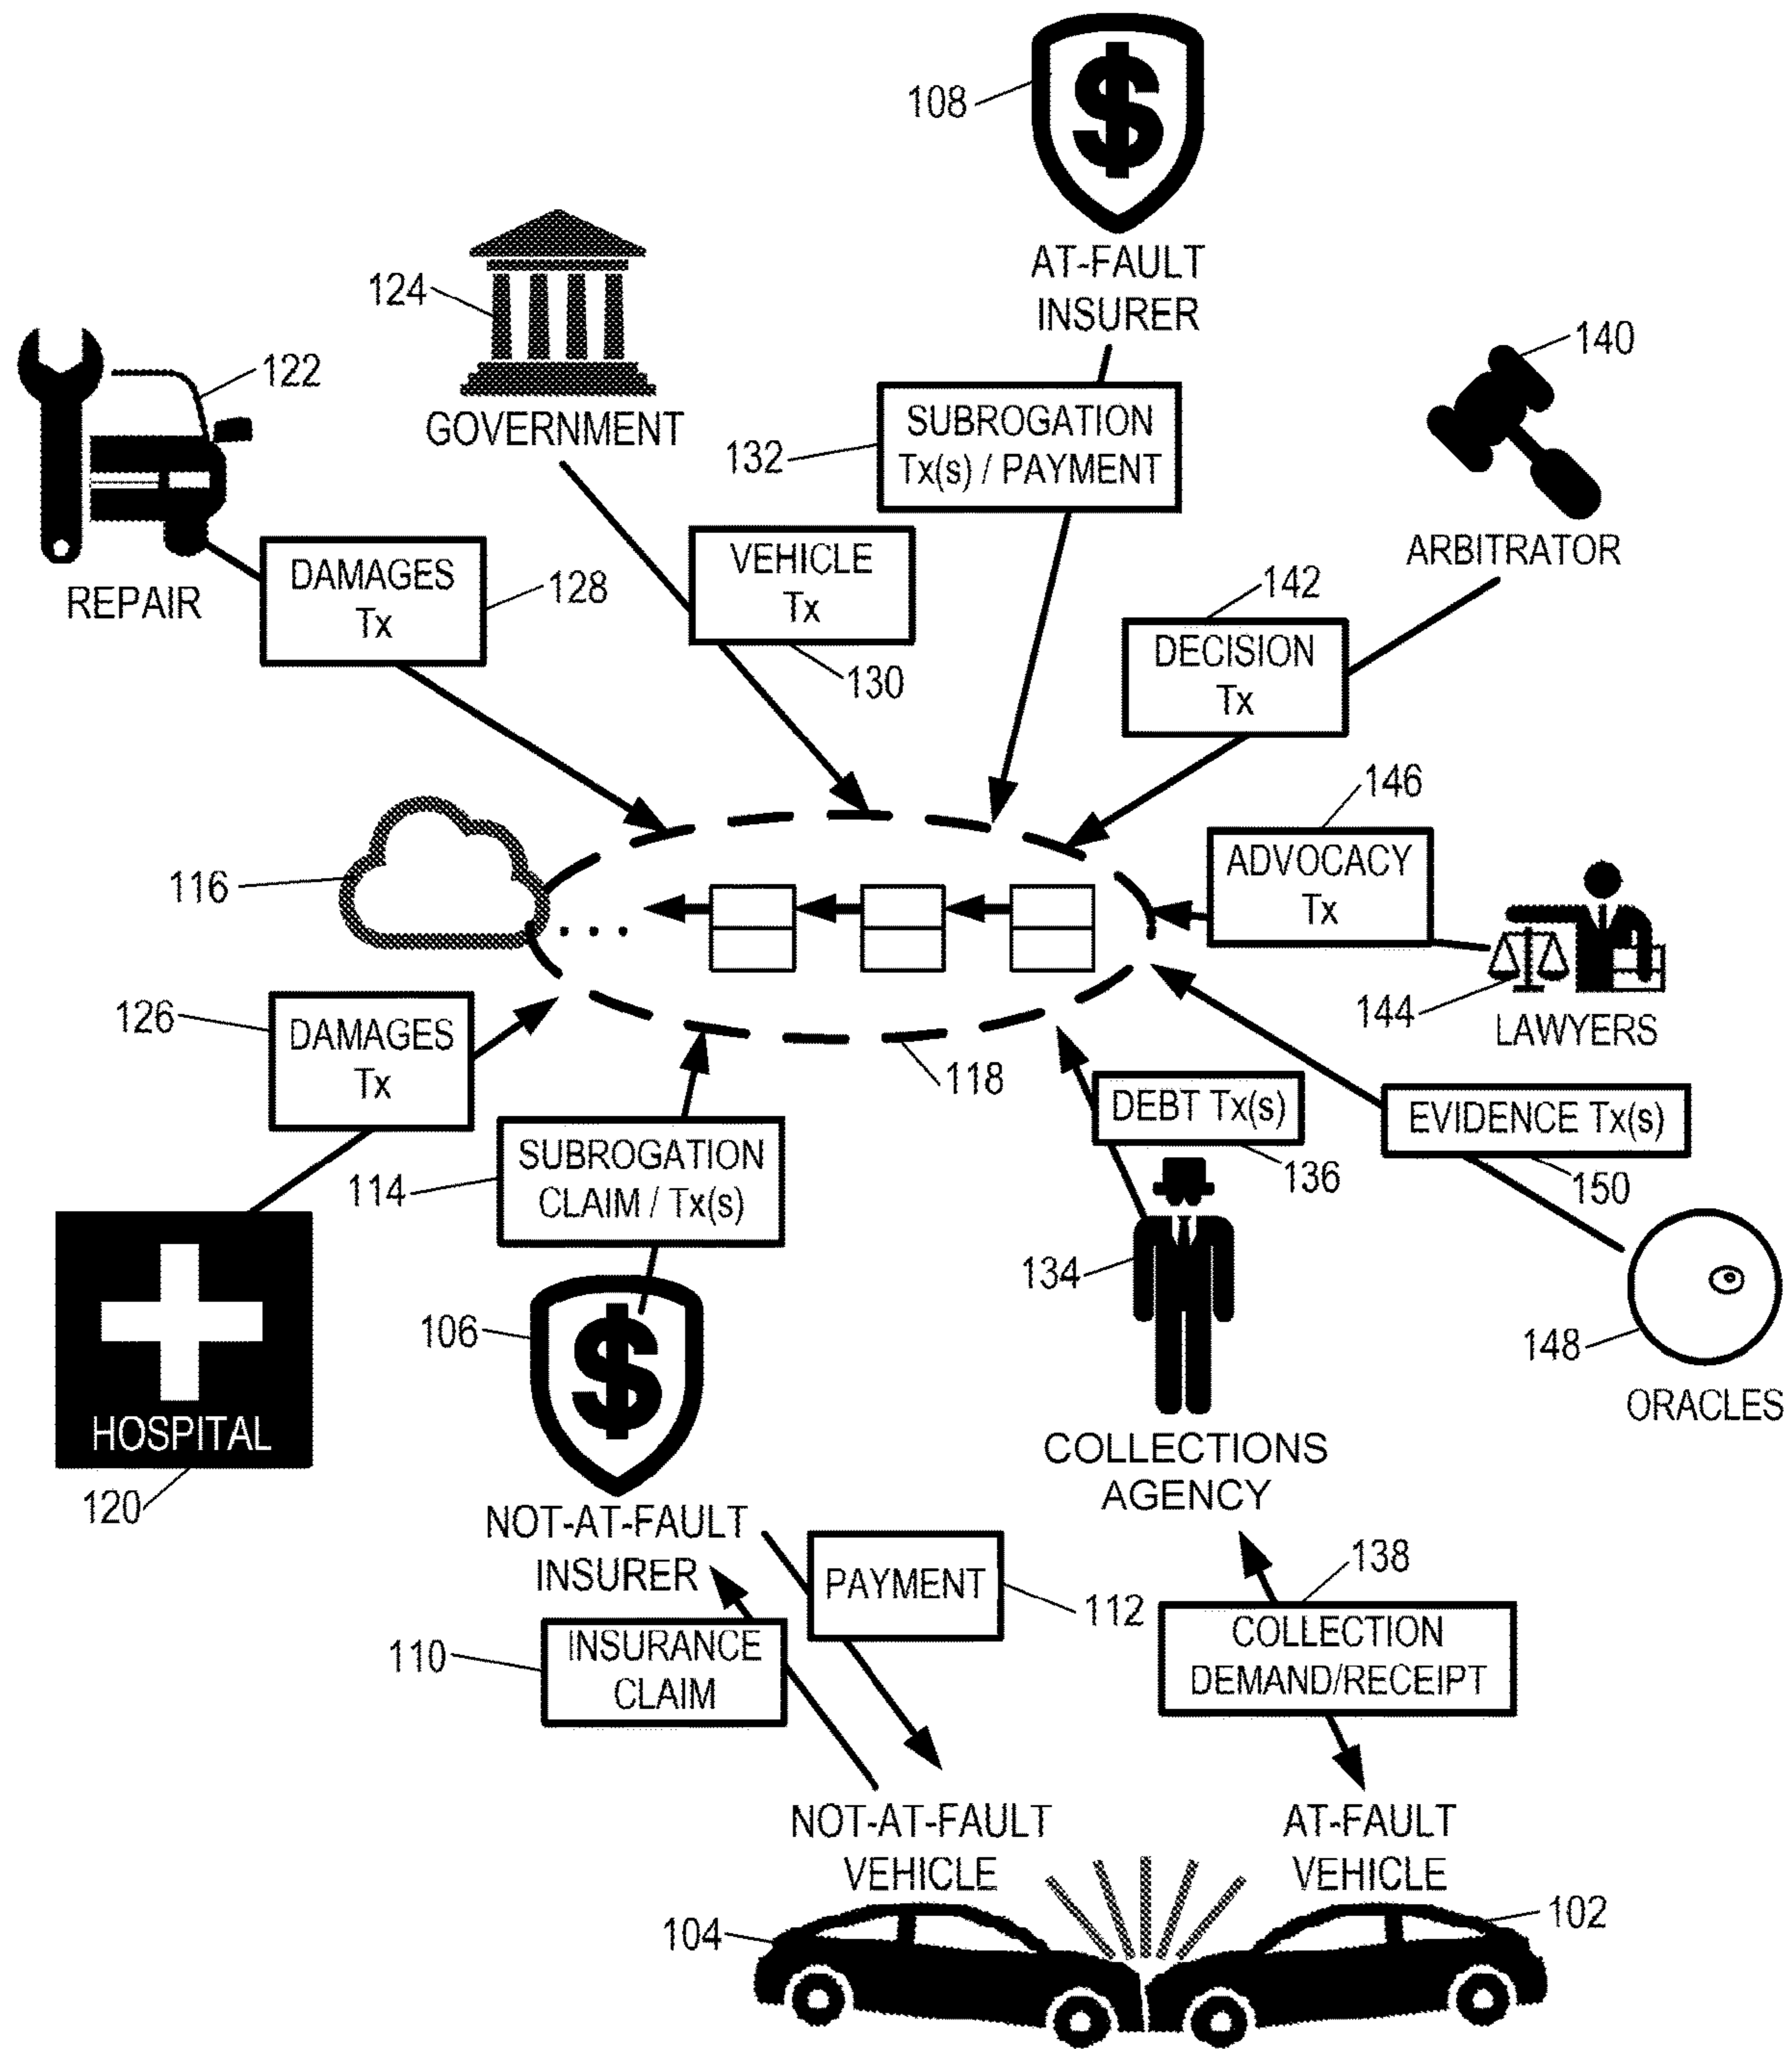 108
AT-FAULT
INSURER
124
GOVERNMENT
122
REPAIR
140
ARBITRATOR
132
SUBROGATION
Tx(s) / PAYMENT
VEHICLE
Tx
130
DAMAGES
Tx
128
142
DECISION
Tx
146
ADVOCACY
Tx
144
LAWYERS
116
...
118
126
DAMAGES
Tx
HOSPITAL
120
114
SUBROGATION
CLAIM / Tx(s)
106
NOT-AT-FAULT
INSURER
DEBT Tx(s)
136
134
COLLECTIONS
AGENCY
EVIDENCE Tx(s)
150
148
ORACLES
PAYMENT
112
110
INSURANCE
CLAIM
138
COLLECTION
DEMAND/RECEIPT
NOT-AT-FAULT
VEHICLE
104
AT-FAULT
VEHICLE
102